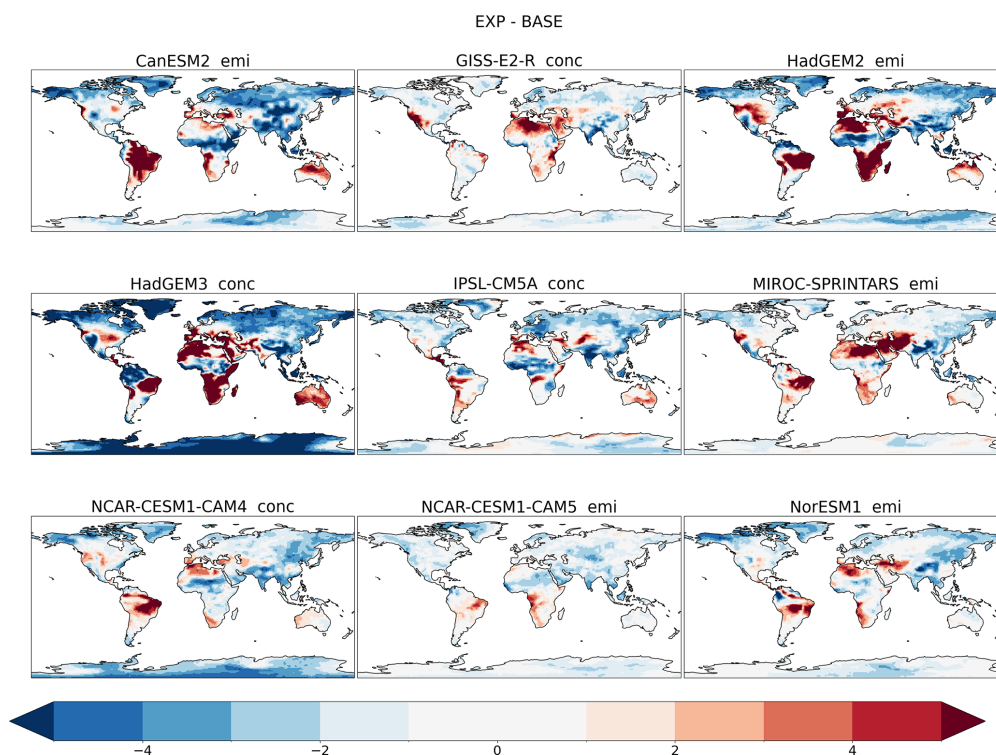 EXP - BASE
CanESM2 emi
GISS-E2-R conc
HadGEM2 emi
HadGEM3 conc
IPSL-CM5A conc
MIROC-SPRINTARS emi
NCAR-CESM1-CAM4 conc
NCAR-CESM1-CAM5 emi
NorESM1 emi
−4 −2 0 2 4